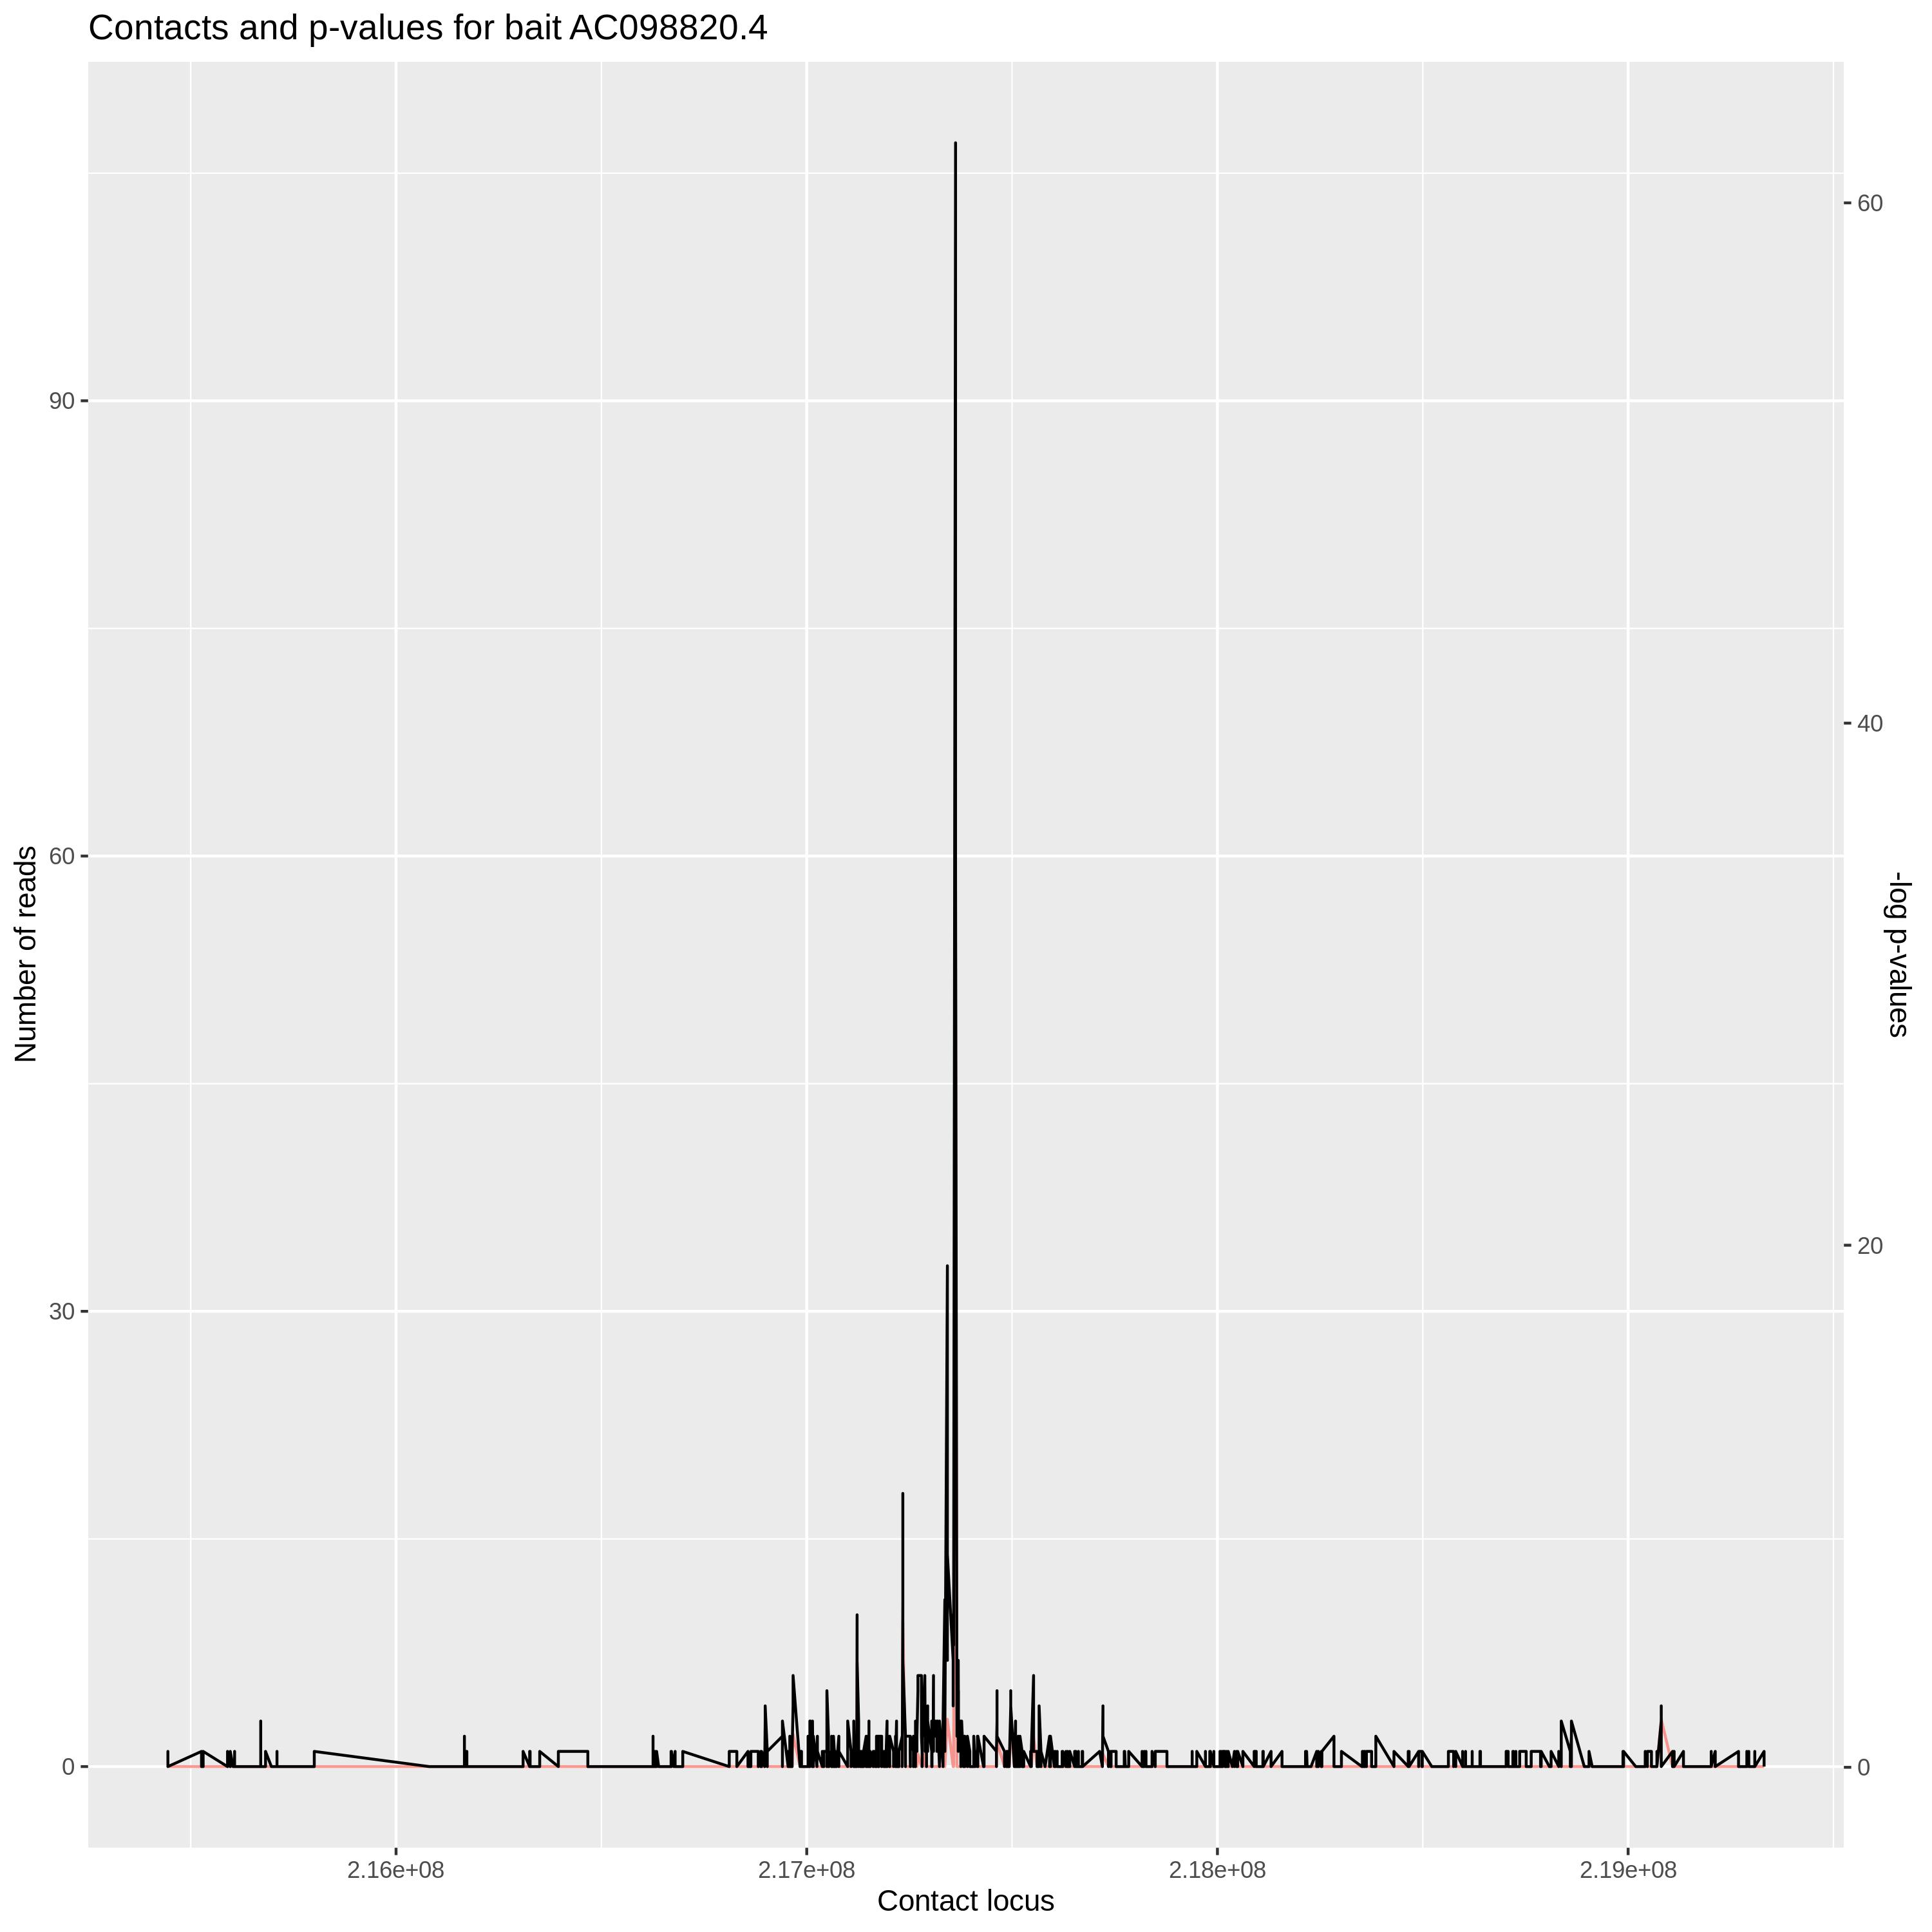 Contacts and p-values for bait AC098820.4
90
60
30
0
Number of reads
60
40
20
0
-log p-values
2.16e+08
2.17e+08
2.18e+08
2.19e+08
Contact locus